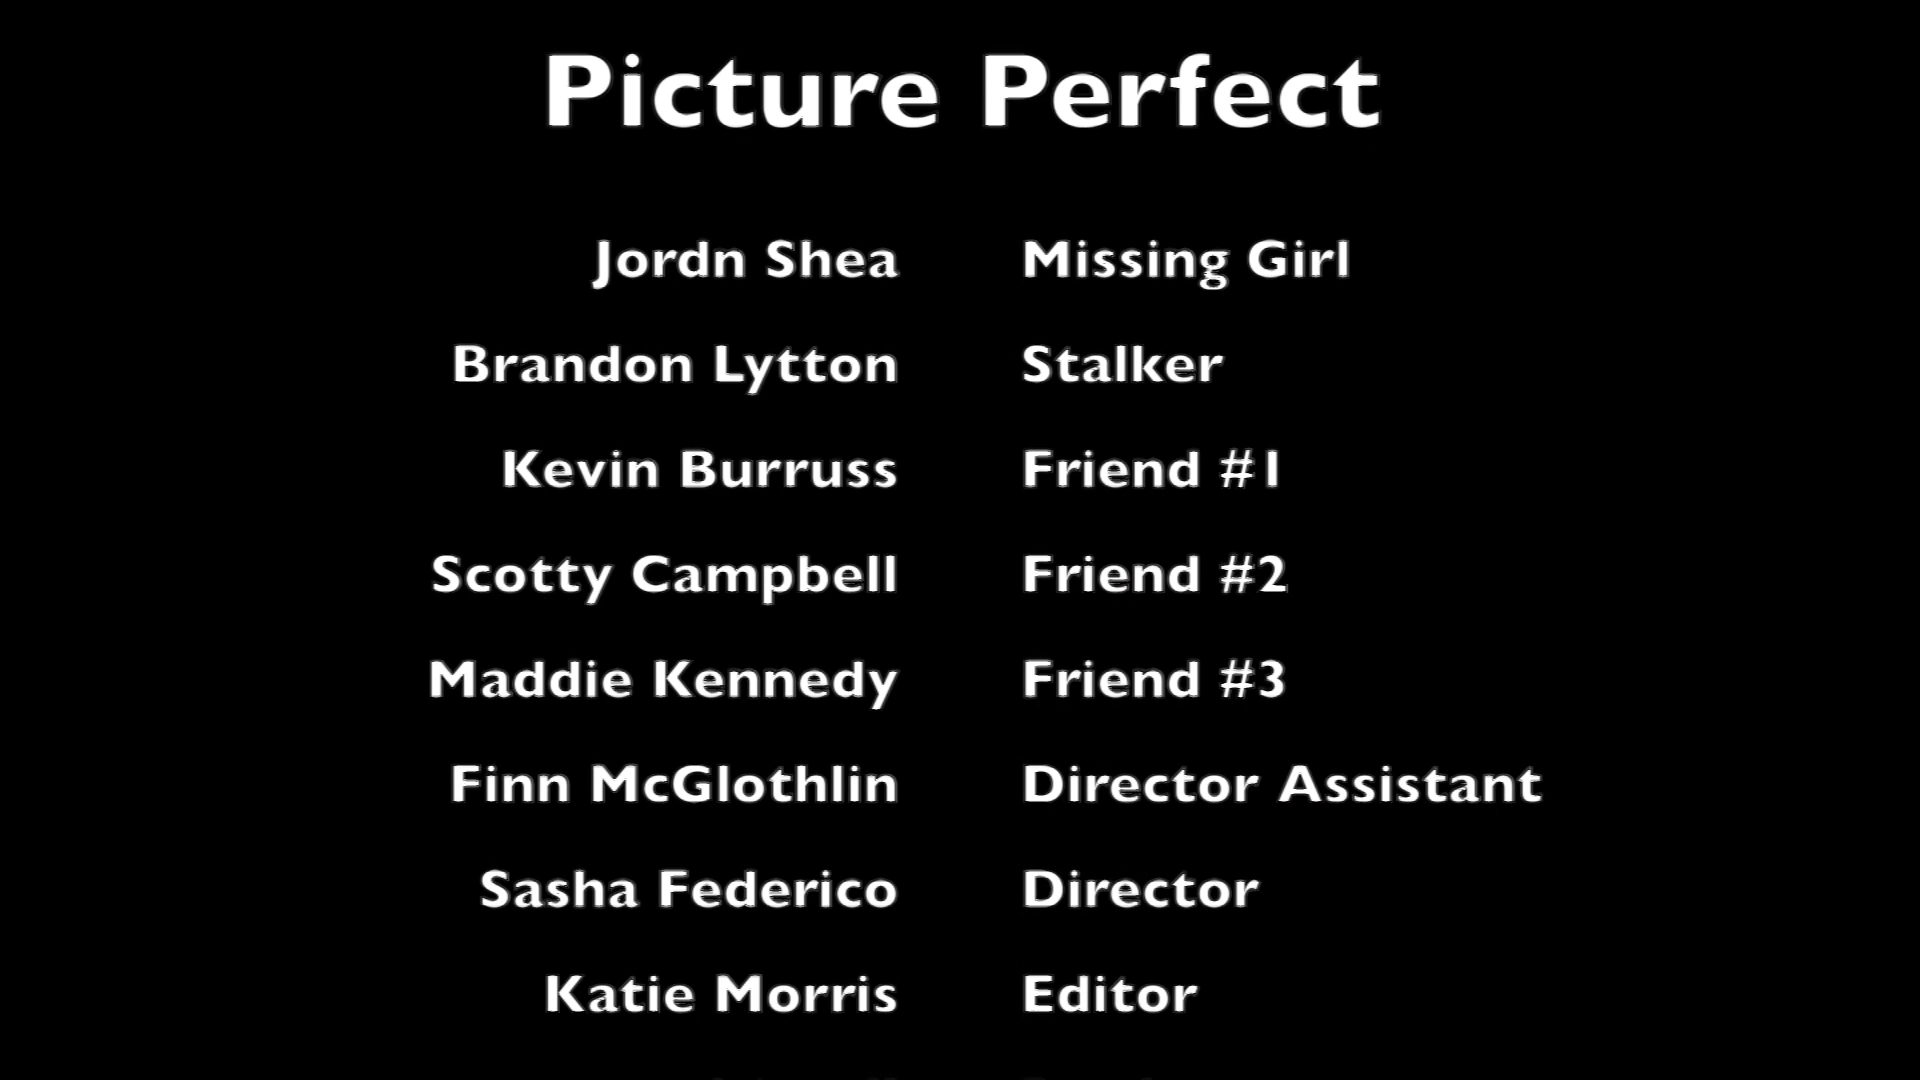 Picture Perfect
Jordn Shea Missing Girl
Brandon Lytton Stalker
Kevin Burruss Friend #1
Scotty Campbell Friend #2
Maddie Kennedy Friend #3
Finn McGlothlin Director Assistant
Sasha Federico Director
Katie Morris Editor